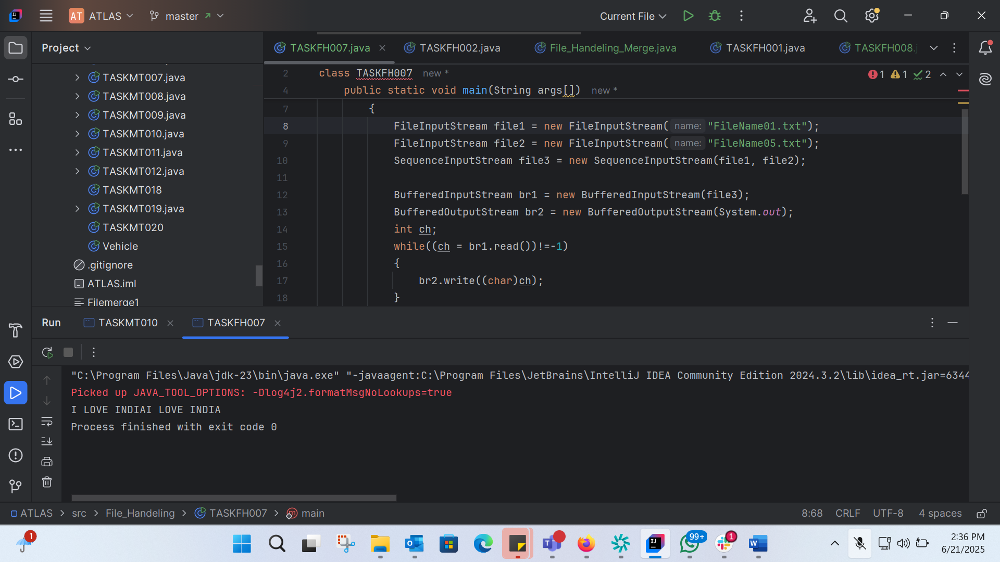 AT ATLAS master Current File
Project
TASKFH007.java TASKFH002.java File_Handeling_Merge.java TASKFH001.java TASKFH008.
TASKMT007.java
TASKMT008.java
TASKMT009.java
TASKMT010.java
TASKMT011.java
TASKMT012.java
TASKMT018
TASKMT019.java
TASKMT020
Vehicle
.gitignore
ATLAS.iml
Filemerge1
2 class TASKFH007 new *
1 1 2
4 public static void main(String args[]) new *
7 {
8 FileInputStream file1 = new FileInputStream( name: "FileName01.txt");
9 FileInputStream file2 = new FileInputStream( name: "FileName05.txt");
10 SequenceInputStream file3 = new SequenceInputStream(file1, file2);
11
12 BufferedInputStream br1 = new BufferedInputStream(file3);
13 BufferedOutputStream br2 = new BufferedOutputStream(System.out);
14 int ch;
15 while((ch = br1.read())!=-1)
16 {
17 br2.write((char)ch);
18 }
Run TASKMT010 TASKFH007
"C:\Program Files\Java\jdk-23\bin\java.exe" "-javaagent:C:\Program Files\JetBrains\IntelliJ IDEA Community Edition 2024.3.2\lib\idea_rt.jar=6344
Picked up JAVA_TOOL_OPTIONS: -Dlog4j2.formatMsgNoLookups=true
I LOVE INDIAI LOVE INDIA
Process finished with exit code 0
ATLAS > src > File_Handeling > TASKFH007 > main
8:68 CRLF UTF-8 4 spaces
1
99+
1
2:36 PM
6/21/2025